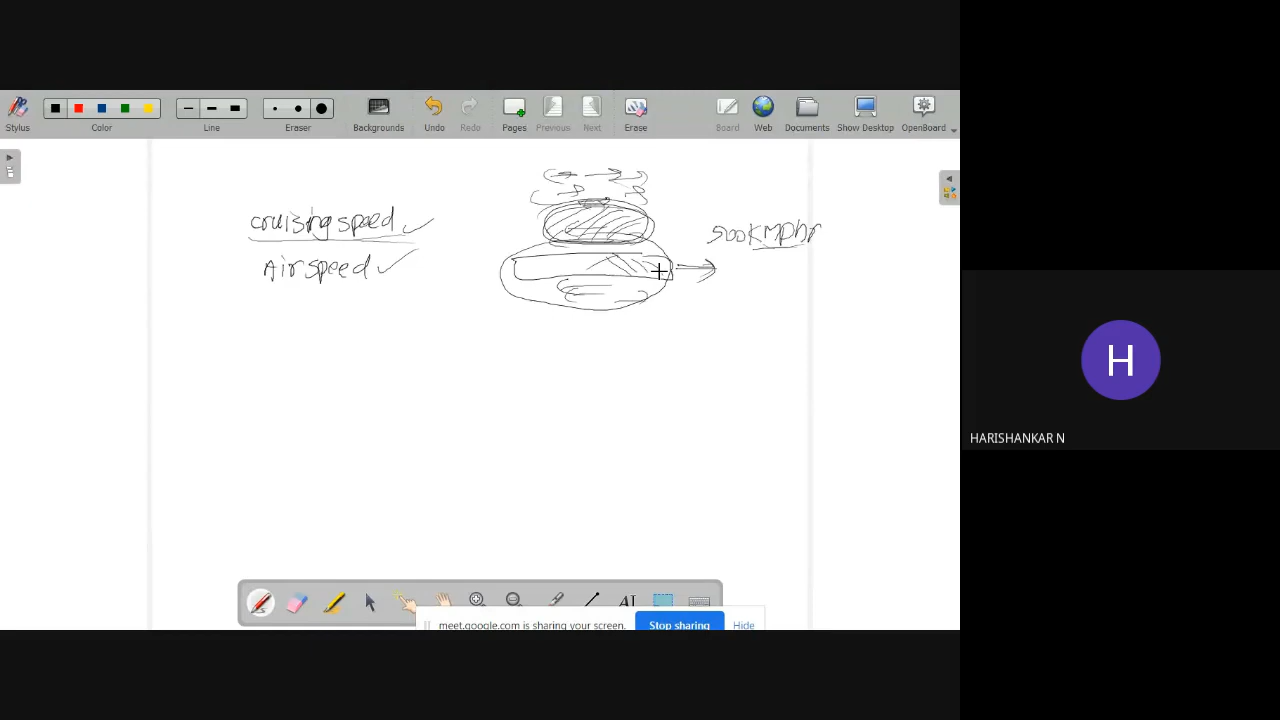 Stylus
Color
Line
Eraser
Backgrounds
Undo
Redo
Pages
Previous
Next
Erase
Board
Web
Documents
Show Desktop
OpenBoard
cruising speed
Air speed
500KMPhr
AI
meet.google.com is sharing your screen.
Stop sharing
Hide
H
HARISHANKAR N